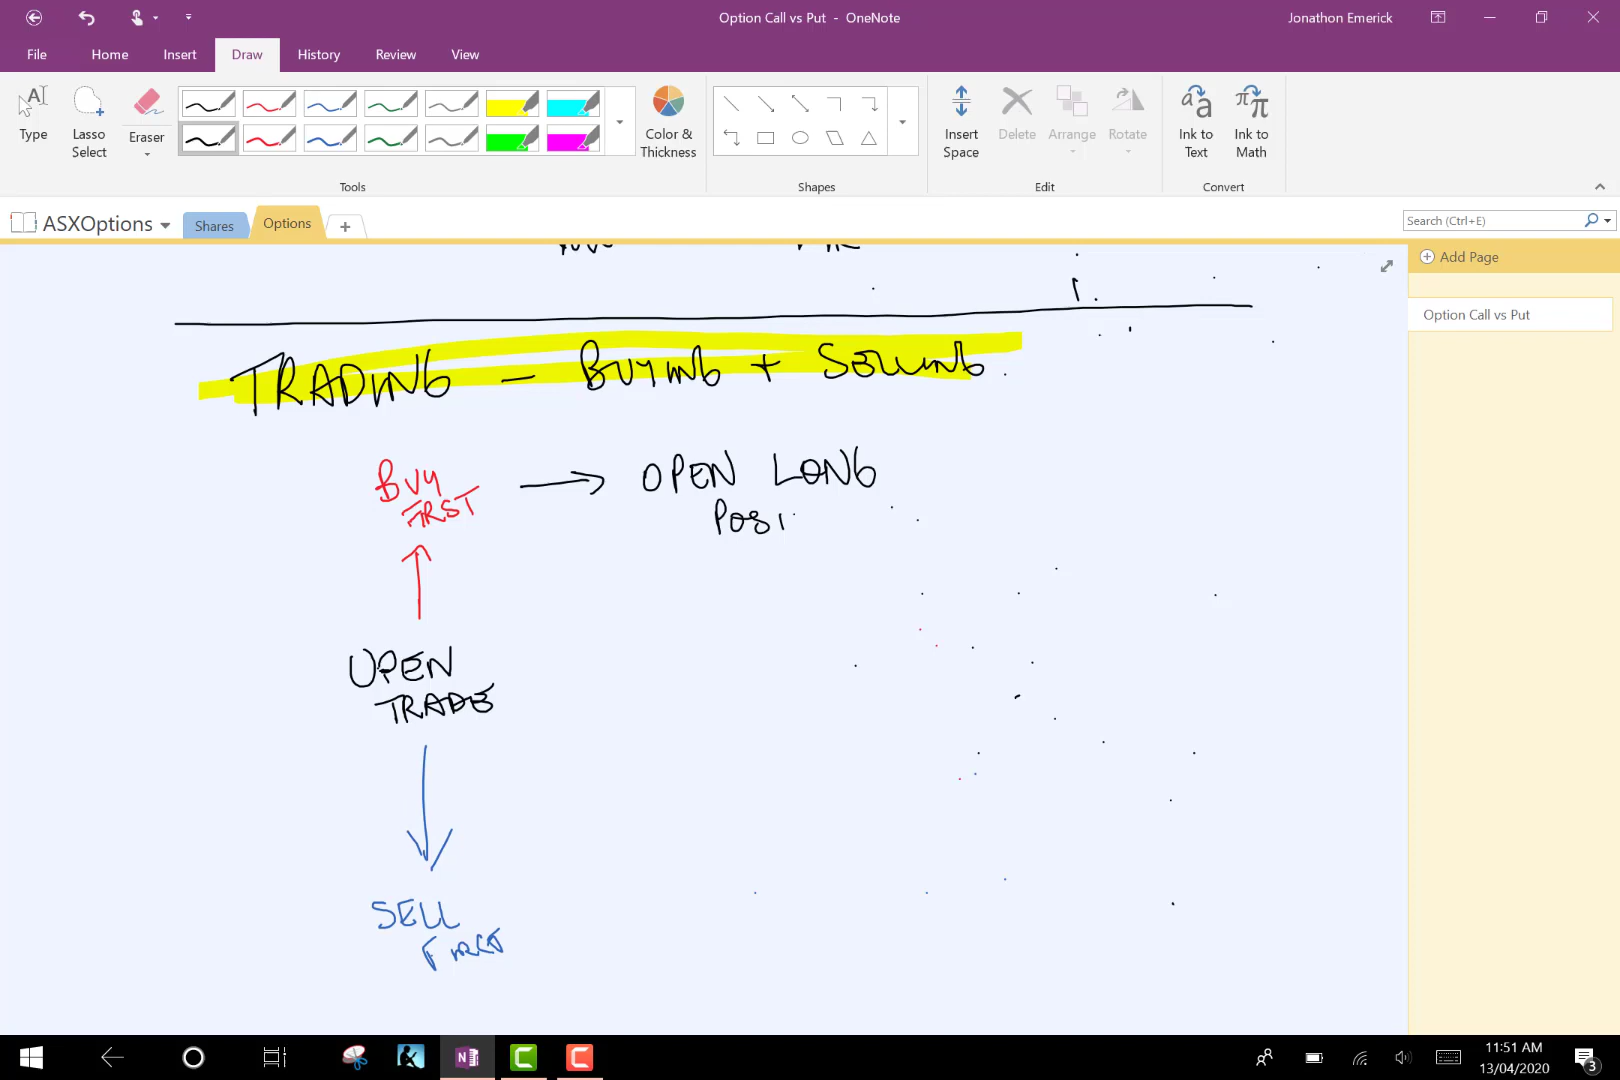 Option Call vs Put - OneNote
Jonathon Emerick
File
Home
Insert
Draw
History
Review
View
Type
Lasso Select
Eraser
Color & Thickness
Insert Space
Delete
Arrange
Rotate
Ink to Text
Ink to Math
Tools
Shapes
Edit
Convert
ASXOptions
Shares
Options
Search (Ctrl+E)
Add Page
Option Call vs Put
TRADING - BUYING + SELLING
BUY
FIRST
OPEN LONG
POSI
OPEN
TRADE
SELL
FIRST
11:51 AM
13/04/2020
3